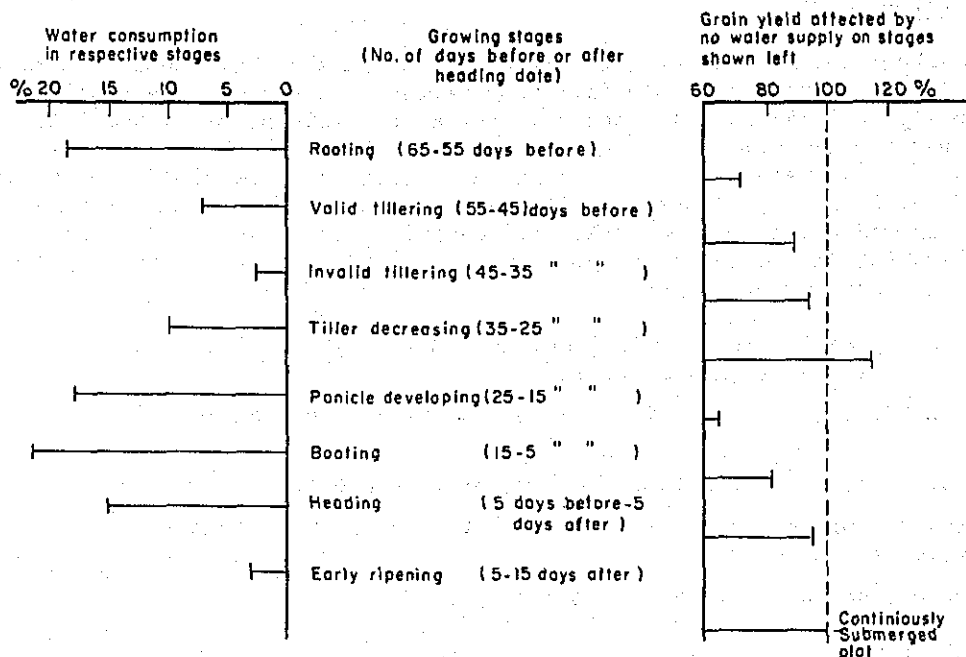 Water consumption
in respective stages
Growing stages
(No. of days before or after
heading date)
Grain yield affected by
no water supply on stages
shown left
% 20 15 10 5 0
60 80 100 120 %
Rooting (65-55 days before)
Valid tillering (55-45)days before)
Invalid tillering (45-35 " " )
Tiller decreasing (35-25 " " )
Panicle developing (25-15 " " )
Booting (15-5 " " )
Heading (5 days before-5
days after)
Early ripening (5-15 days after)
Continiously
Submerged
plot